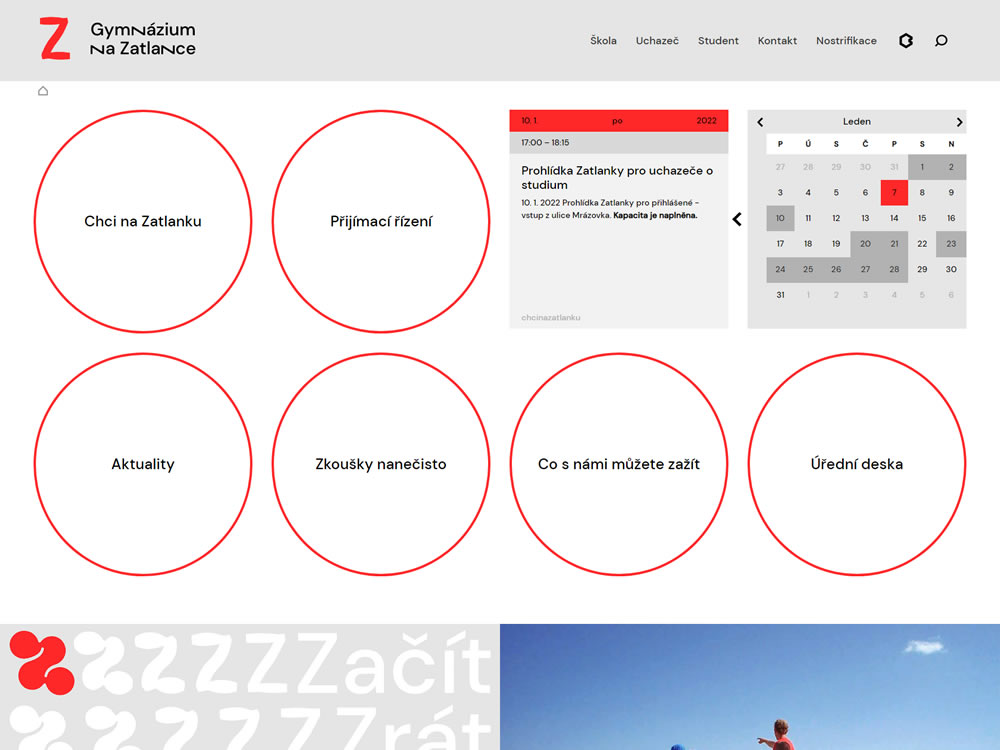 Z
Gymnázium
na Zatlance
Škola Uchazeč Student Kontakt Nostrifikace
Chci na Zatlanku
Přijímací řízení
10. 1. po 2022
17:00 – 18:15
Prohlídka Zatlanky pro uchazeče o
studium
10. 1. 2022 Prohlídka Zatlanky pro přihlášené –
vstup z ulice Mrázovka. Kapacita je naplněna.
chcinazatlanku
Leden
P Ú S Č P S N
27 28 29 30 31 1 2
3 4 5 6 7 8 9
10 11 12 13 14 15 16
17 18 19 20 21 22 23
24 25 26 27 28 29 30
31 1 2 3 4 5 6
Aktuality
Zkoušky nanečisto
Co s námi můžete zažít
Úřední deska
ZZZZZZačít
ZZZZZZrát